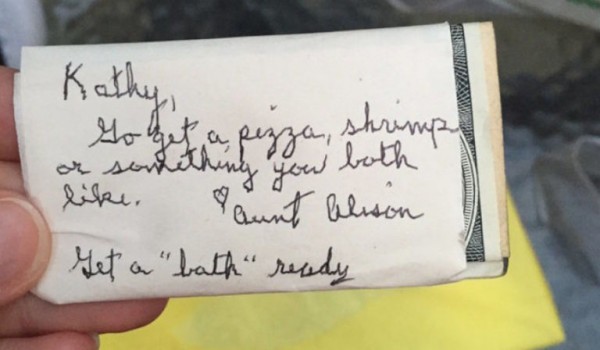 Kathy,
Go get a pizza, shrimp
or something you both
like. ♡ Aunt Alison
Get a "bath" ready